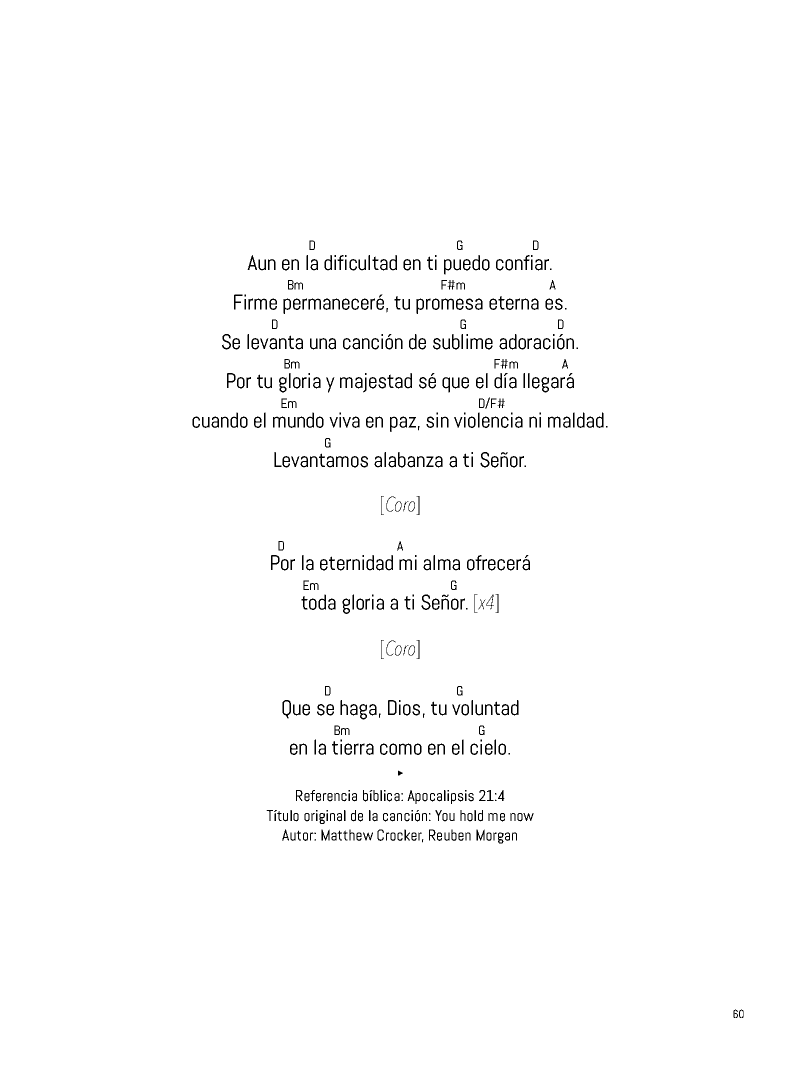 D G D
Aun en la dificultad en ti puedo confiar.
Bm F#m A
Firme permaneceré, tu promesa eterna es.
D G D
Se levanta una canción de sublime adoración.
Bm F#m A
Por tu gloria y majestad sé que el día llegará
Em D/F#
cuando el mundo viva en paz, sin violencia ni maldad.
G
Levantamos alabanza a ti Señor.
[Coro]
D A
Por la eternidad mi alma ofrecerá
Em G
toda gloria a ti Señor. [x4]
[Coro]
D G
Que se haga, Dios, tu voluntad
Bm G
en la tierra como en el cielo.
Referencia bíblica: Apocalipsis 21:4
Título original de la canción: You hold me now
Autor: Matthew Crocker, Reuben Morgan
60